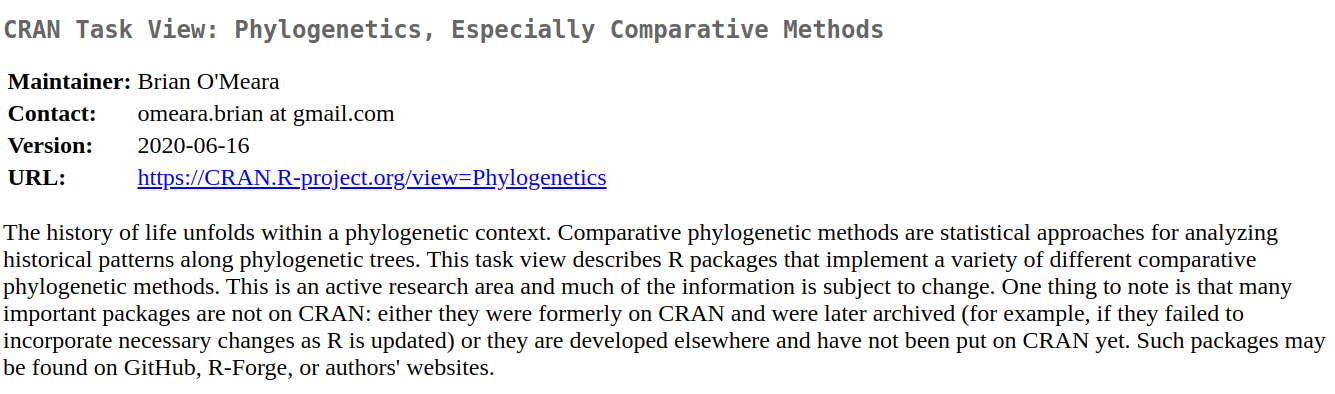 CRAN Task View: Phylogenetics, Especially Comparative Methods
Maintainer: Brian O'Meara
Contact: omeara.brian at gmail.com
Version: 2020-06-16
URL: https://CRAN.R-project.org/view=Phylogenetics
The history of life unfolds within a phylogenetic context. Comparative phylogenetic methods are statistical approaches for analyzing
historical patterns along phylogenetic trees. This task view describes R packages that implement a variety of different comparative
phylogenetic methods. This is an active research area and much of the information is subject to change. One thing to note is that many
important packages are not on CRAN: either they were formerly on CRAN and were later archived (for example, if they failed to
incorporate necessary changes as R is updated) or they are developed elsewhere and have not been put on CRAN yet. Such packages may
be found on GitHub, R-Forge, or authors' websites.